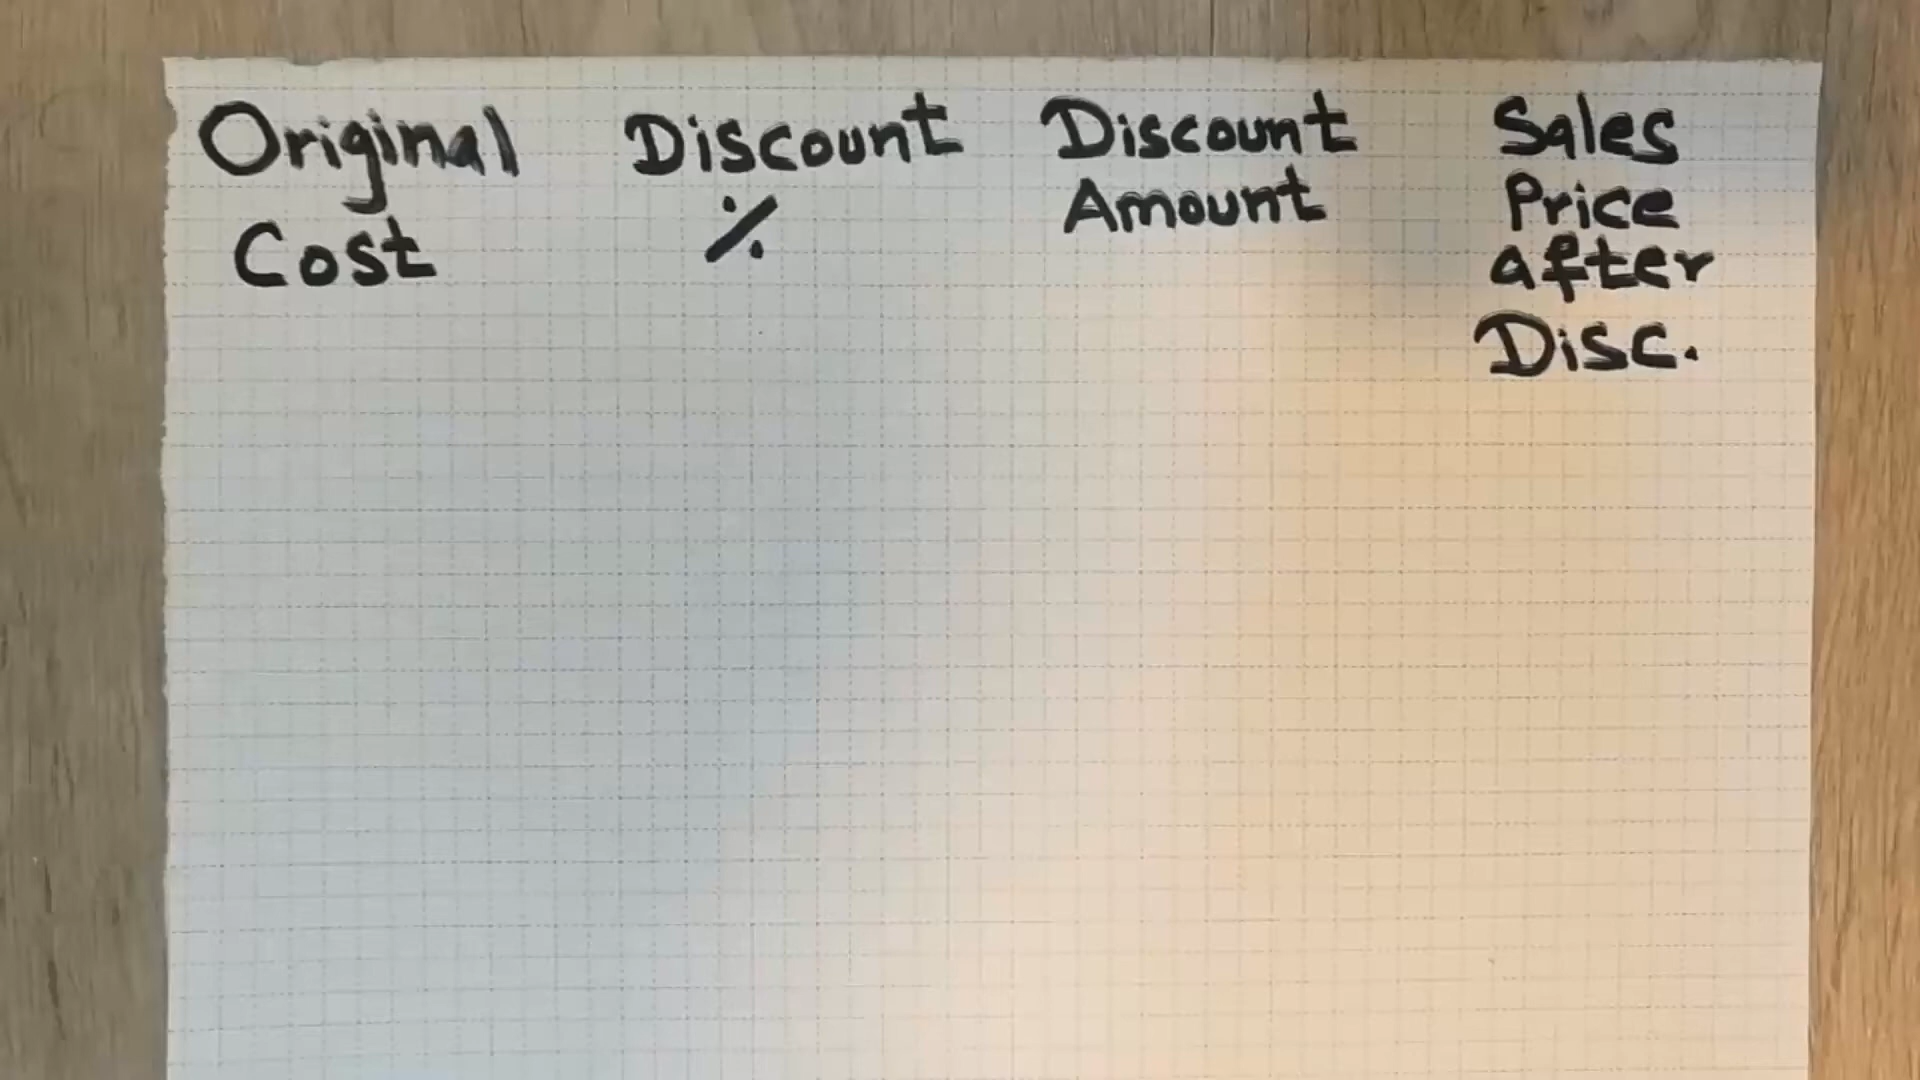 Original
Cost
Discount
%
Discount
Amount
Sales
Price
after
Disc.